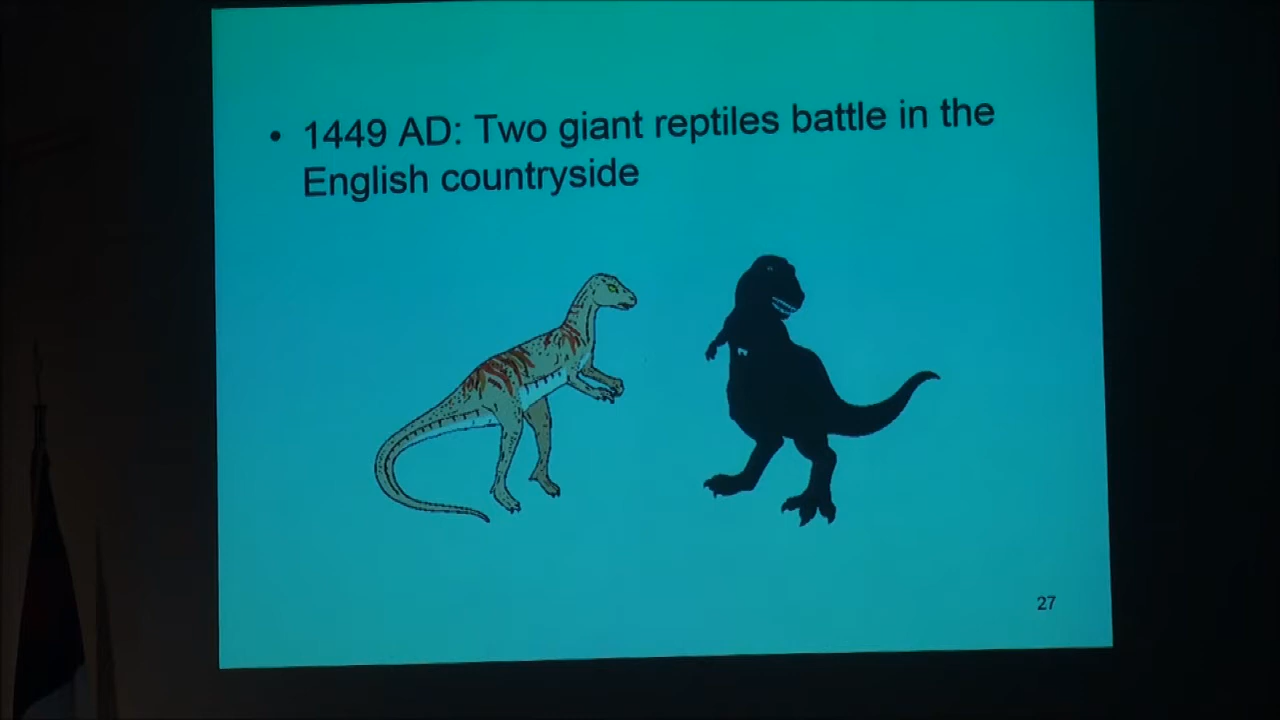 • 1449 AD: Two giant reptiles battle in the
English countryside
27